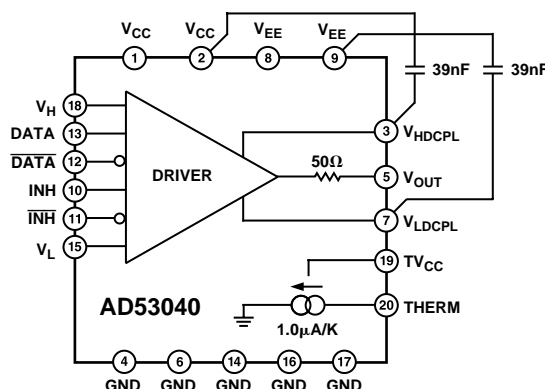 VCC VCC VEE VEE
1 2 8 9
39nF 39nF
VH 18
DATA 13
DATA 12
INH 10
INH 11
VL 15
DRIVER
50Ω
3 VHDCPL
5 VOUT
7 VLDCPL
19 TVCC
20 THERM
1.0µA/K
AD53040
4 6 14 16 17
GND GND GND GND GND